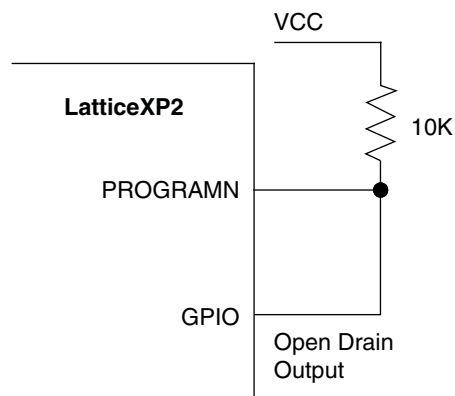 VCC
LatticeXP2
10K
PROGRAMN
GPIO
Open Drain
Output